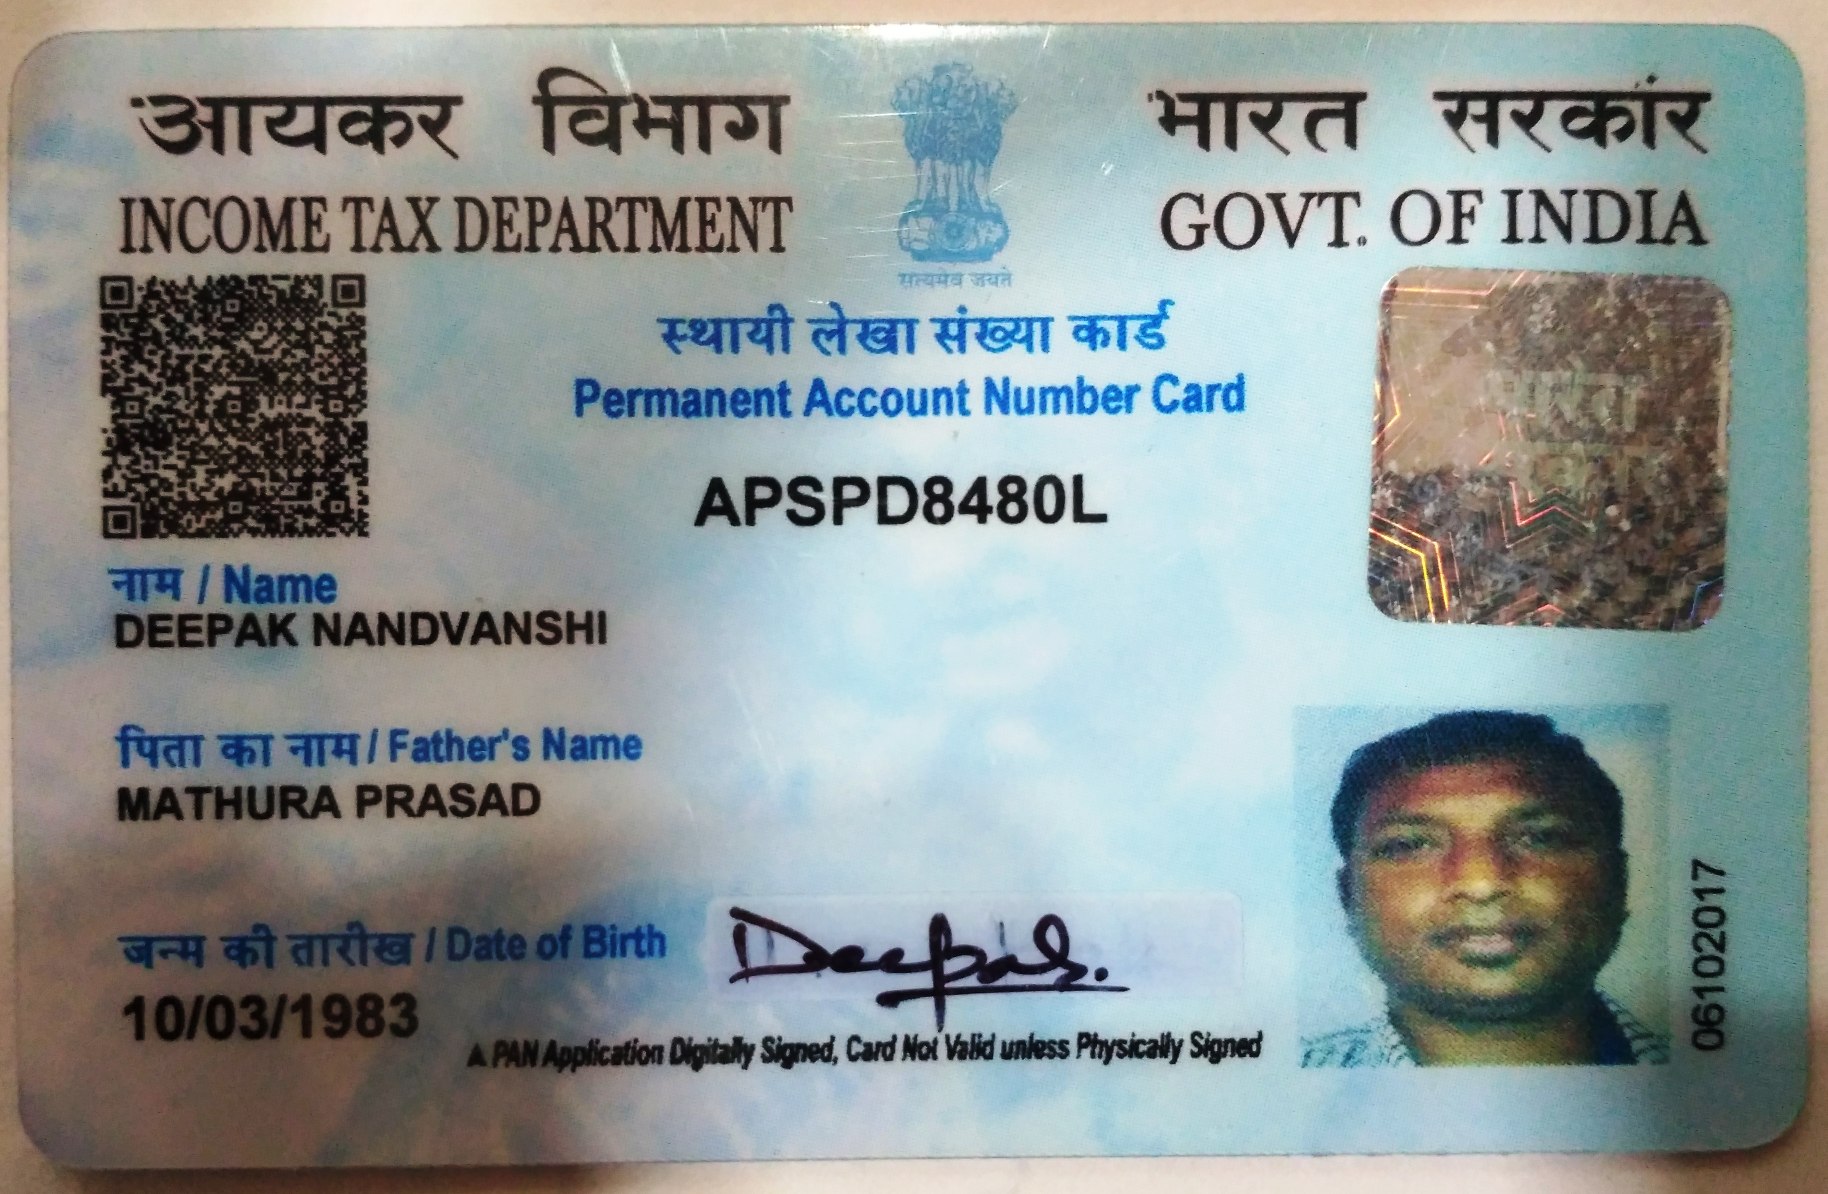 आयकर विभाग
INCOME TAX DEPARTMENT
भारत सरकार
GOVT. OF INDIA
सत्यमेव जयते
स्थायी लेखा संख्या कार्ड
Permanent Account Number Card
APSPD8480L
नाम / Name
DEEPAK NANDVANSHI
पिता का नाम / Father's Name
MATHURA PRASAD
जन्म की तारीख / Date of Birth
10/03/1983
Deepak.
PAN Application Digitally Signed, Card Not Valid unless Physically Signed
06102017